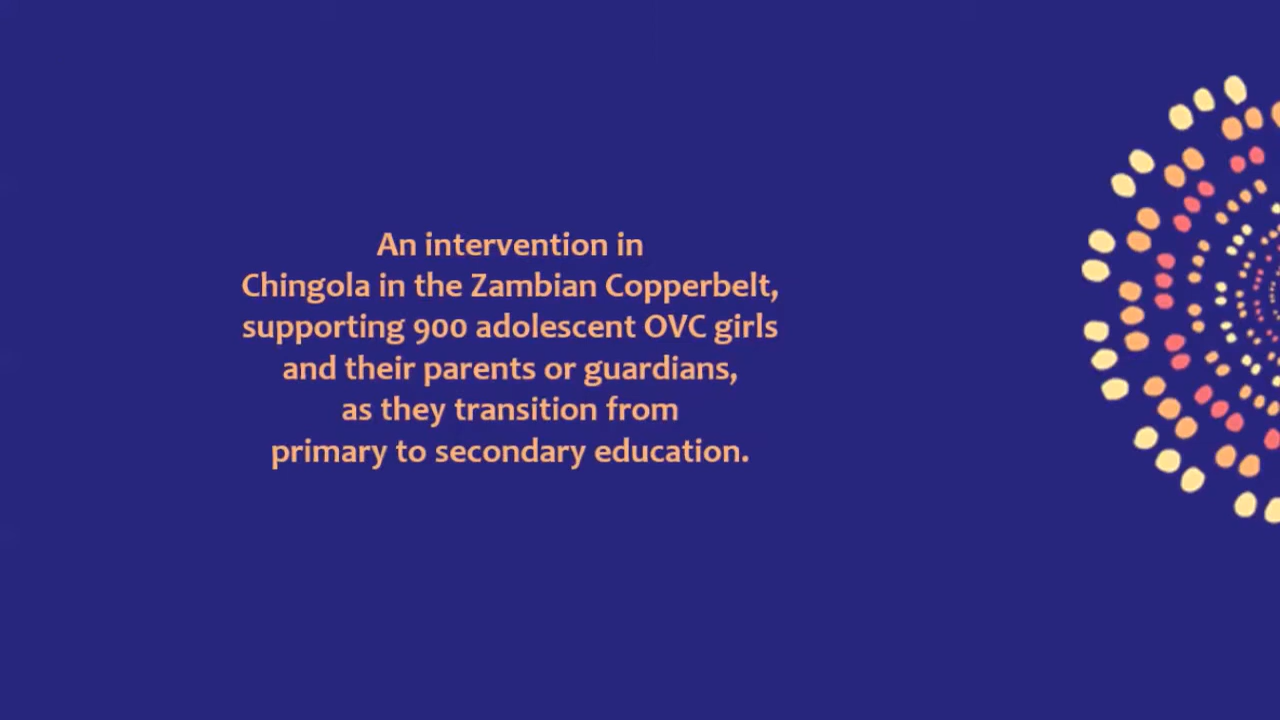 An intervention in
Chingola in the Zambian Copperbelt,
supporting 900 adolescent OVC girls
and their parents or guardians,
as they transition from
primary to secondary education.